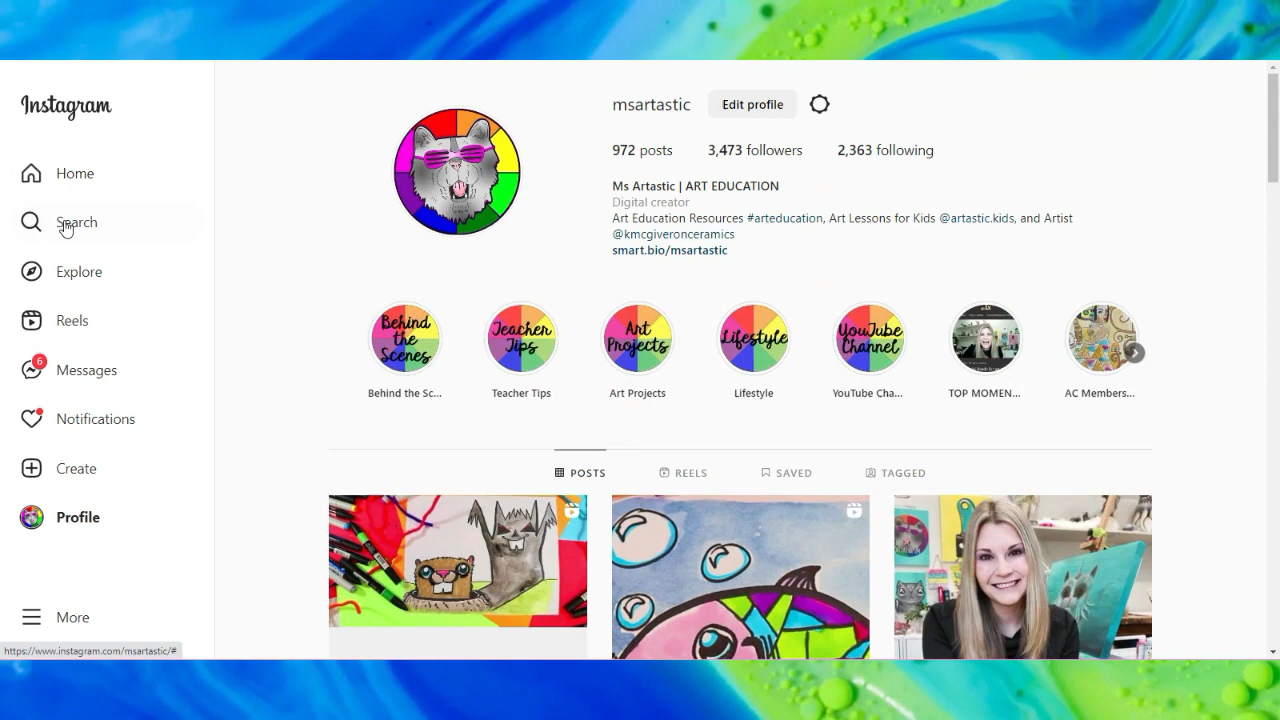 Instagram
Home
Search
Explore
Reels
6
Messages
Notifications
Create
Profile
More
https://www.instagram.com/msartastic/#
msartastic Edit profile
972 posts 3,473 followers 2,363 following
Ms Artastic | ART EDUCATION
Digital creator
Art Education Resources #arteducation, Art Lessons for Kids @artastic.kids, and Artist
@kmcgiveronceramics
smart.bio/msartastic
Behind
the
Scenes
Teacher
Tips
Art
Projects
Lifestyle
YouTube
Channel
Behind the Sc... Teacher Tips Art Projects Lifestyle YouTube Cha... TOP MOMEN... AC Members...
POSTS REELS SAVED TAGGED